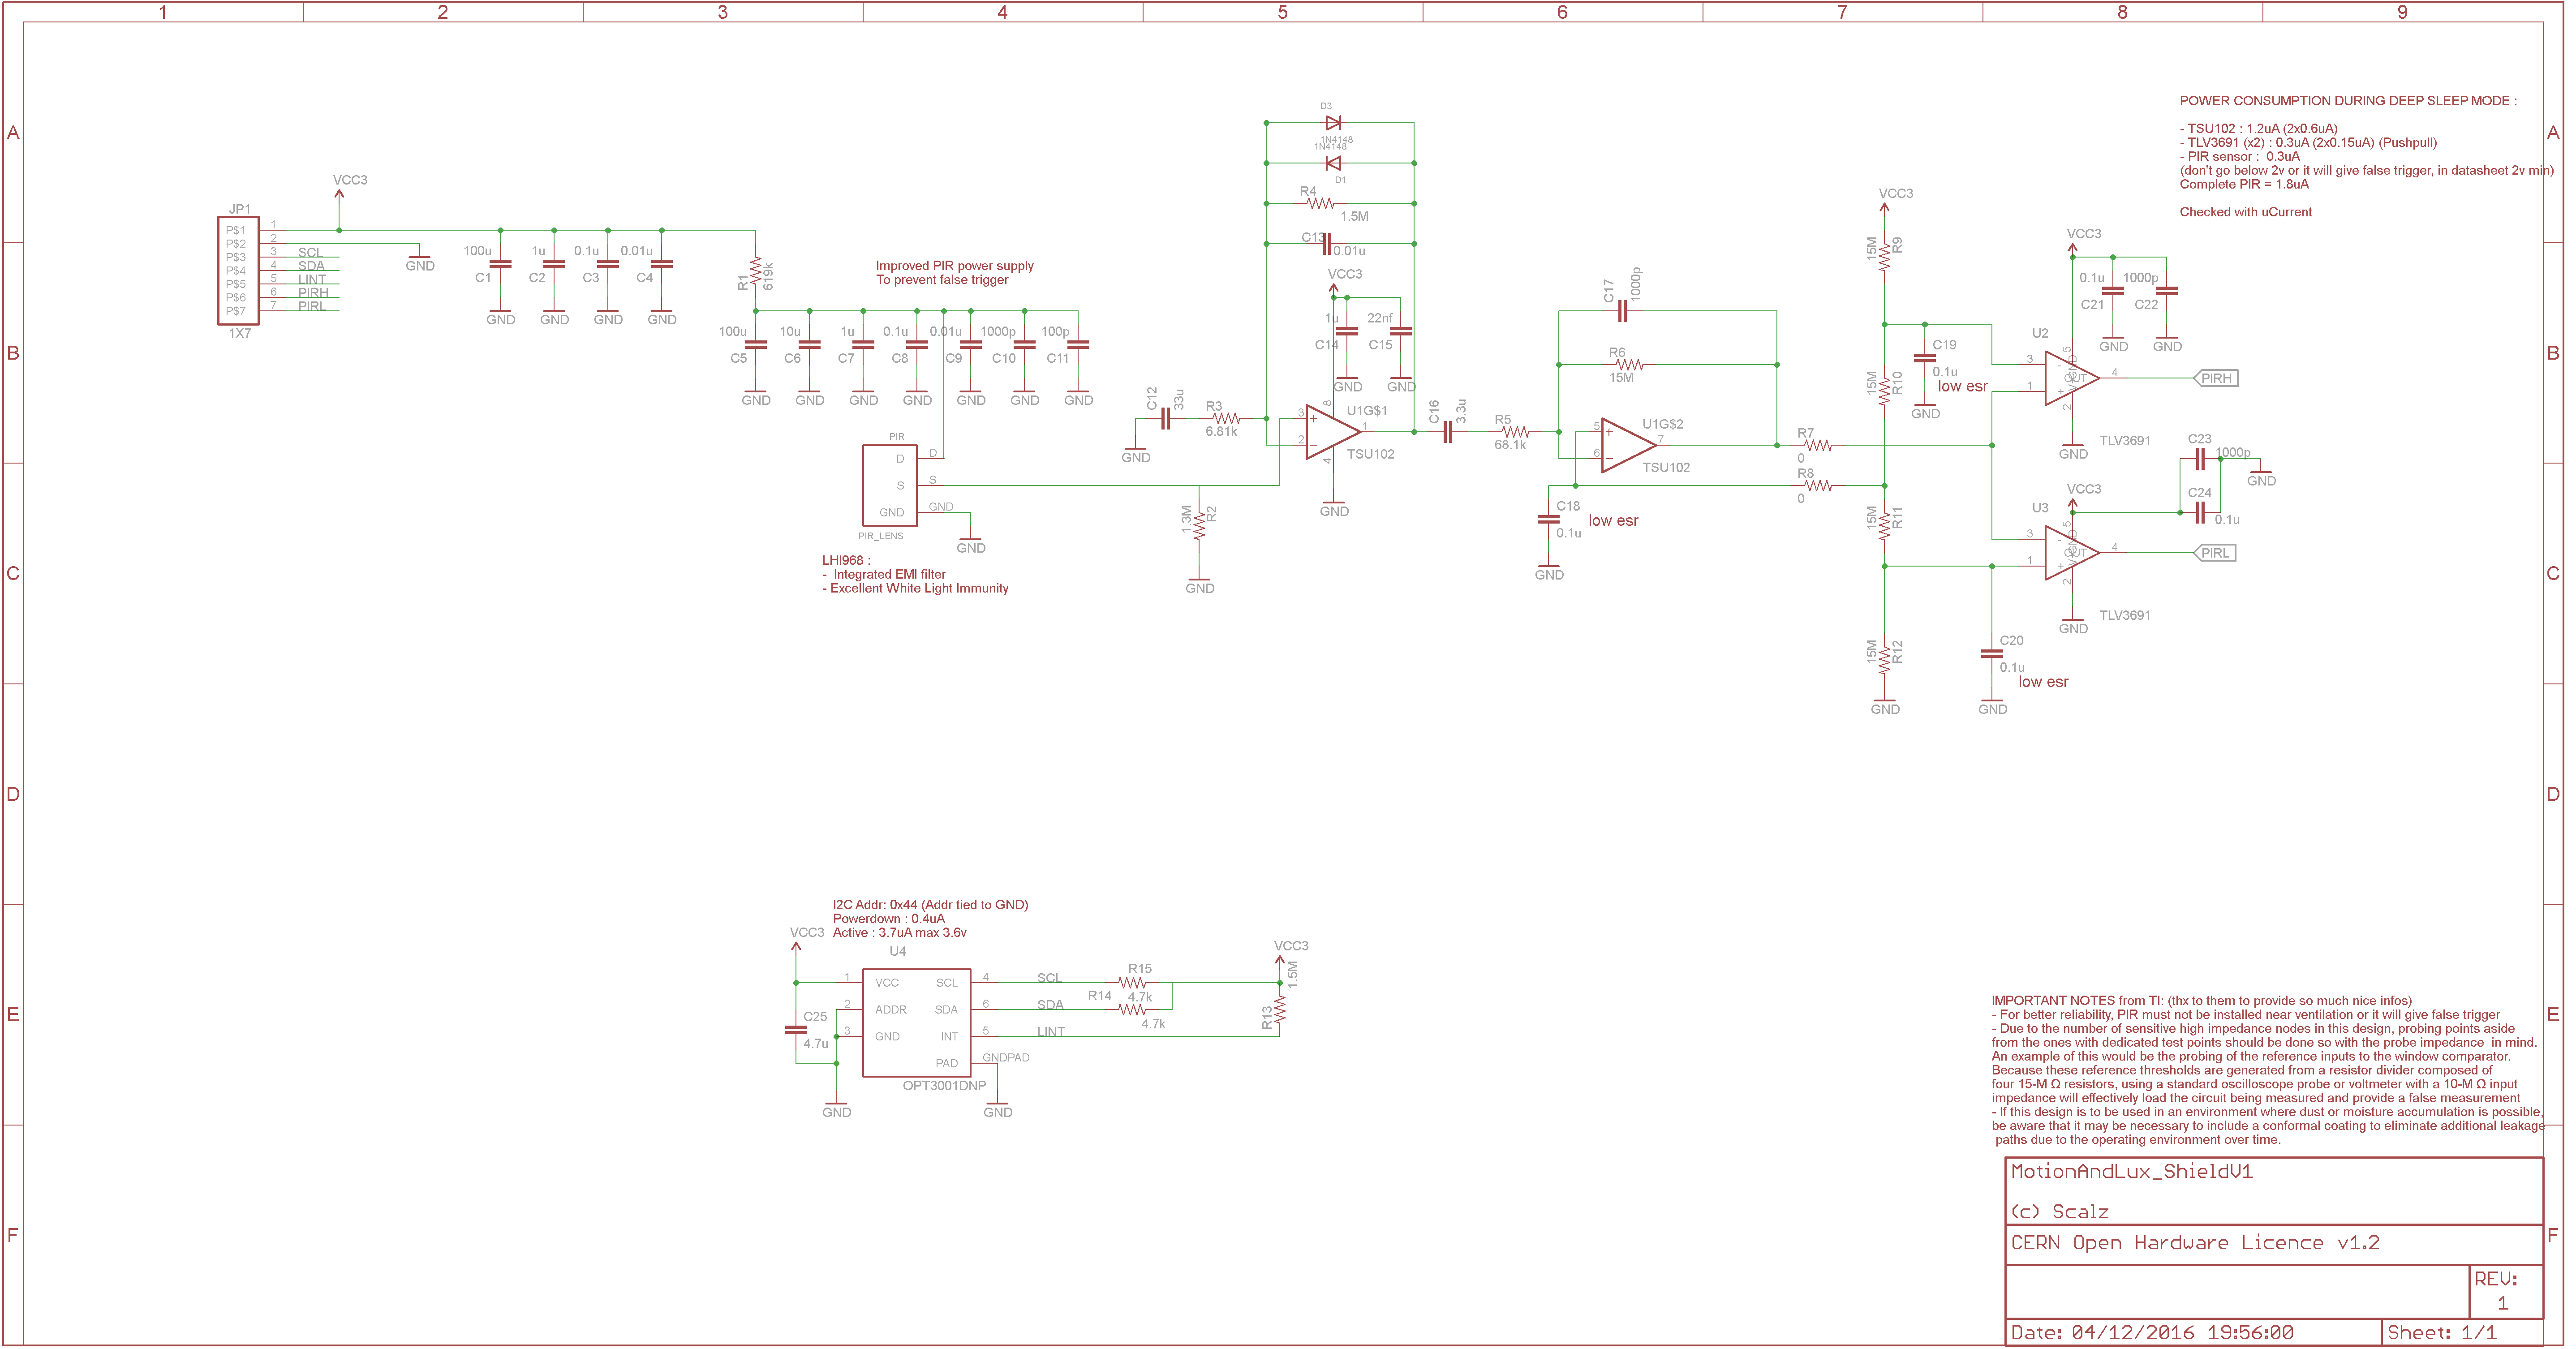 1 2 3 4 5 6 7 8 9
A
B
C
D
E
F
A
B
C
D
E
F
POWER CONSUMPTION DURING DEEP SLEEP MODE :
- TSU102 : 1.2uA (2x0.6uA)
- TLV3691 (x2) : 0.3uA (2x0.15uA) (Pushpull)
- PIR sensor : 0.3uA
(don't go below 2v or it will give false trigger, in datasheet 2v min)
Complete PIR = 1.8uA
Checked with uCurrent
VCC3
JP1
P$1 1
P$2 2
P$3 3 SCL
P$4 4 SDA
P$5 5 LINT
P$6 6 PIRH
P$7 7 PIRL
1X7
GND
100u
C1
GND
1u
C2
GND
0.1u
C3
GND
0.01u
C4
GND
R1
619k
Improved PIR power supply
To prevent false trigger
100u
C5
GND
10u
C6
GND
1u
C7
GND
0.1u
C8
GND
0.01u
C9
GND
1000p
C10
GND
100p
C11
GND
PIR
D D
S S
GND GND
PIR_LENS
GND
LHI968 :
- Integrated EMI filter
- Excellent White Light Immunity
C12
33u
GND
R3
6.81k
1.3M
R2
GND
D3
1N4148
1N4148
D1
R4
1.5M
C13
0.01u
VCC3
1u
C14
GND
22nf
C15
GND
3
2
8
4
1
+
-
U1G$1
TSU102
GND
C16
3.3u
R5
68.1k
C17
1000p
R6
15M
5
6
7
+
-
U1G$2
TSU102
C18
0.1u
low esr
GND
R7
0
R8
0
VCC3
15M
R9
15M
R10
15M
R11
15M
R12
GND
C19
0.1u
low esr
GND
C20
0.1u
low esr
GND
VCC3
0.1u
C21
GND
1000p
C22
GND
U2
3
1
5
2
4
-
+
OUT
TLV3691
GND
PIRH
VCC3
C23
1000p
C24
0.1u
GND
U3
3
1
5
2
4
-
+
OUT
TLV3691
GND
PIRL
I2C Addr: 0x44 (Addr tied to GND)
Powerdown : 0.4uA
Active : 3.7uA max 3.6v
VCC3
U4
1 VCC SCL 4 SCL
2 ADDR SDA 6 SDA
3 GND INT 5 LINT
PAD GNDPAD
OPT3001DNP
C25
4.7u
GND
GND
R15
4.7k
R14
4.7k
VCC3
1.5M
R13
IMPORTANT NOTES from TI: (thx to them to provide so much nice infos)
- For better reliability, PIR must not be installed near ventilation or it will give false trigger
- Due to the number of sensitive high impedance nodes in this design, probing points aside
from the ones with dedicated test points should be done so with the probe impedance in mind.
An example of this would be the probing of the reference inputs to the window comparator.
Because these reference thresholds are generated from a resistor divider composed of
four 15-M Ω resistors, using a standard oscilloscope probe or voltmeter with a 10-M Ω input
impedance will effectively load the circuit being measured and provide a false measurement
- If this design is to be used in an environment where dust or moisture accumulation is possible,
be aware that it may be necessary to include a conformal coating to eliminate additional leakage
paths due to the operating environment over time.
MotionAndLux_ShieldV1
(c) Scalz
CERN Open Hardware Licence v1.2
REV:
1
Date: 04/12/2016 19:56:00
Sheet: 1/1